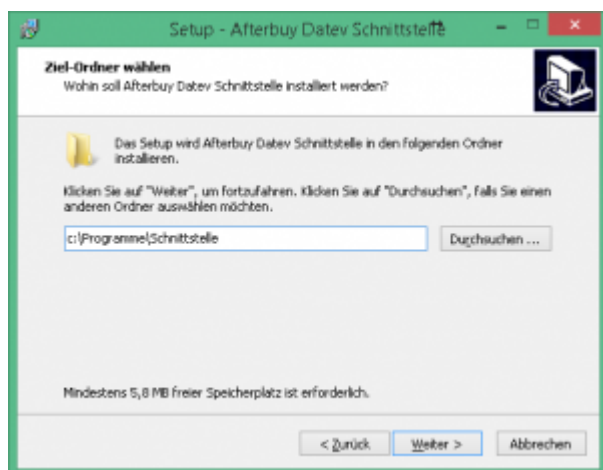 Setup - Afterbuy Datev Schnittstelle
Ziel-Ordner wählen
Wohin soll Afterbuy Datev Schnittstelle installiert werden?
Das Setup wird Afterbuy Datev Schnittstelle in den folgenden Ordner
installieren.
Klicken Sie auf "Weiter", um fortzufahren. Klicken Sie auf "Durchsuchen", falls Sie einen
anderen Ordner auswählen möchten.
c:\Programme\Schnittstelle
Durchsuchen ...
Mindestens 5,8 MB freier Speicherplatz ist erforderlich.
< Zurück
Weiter >
Abbrechen